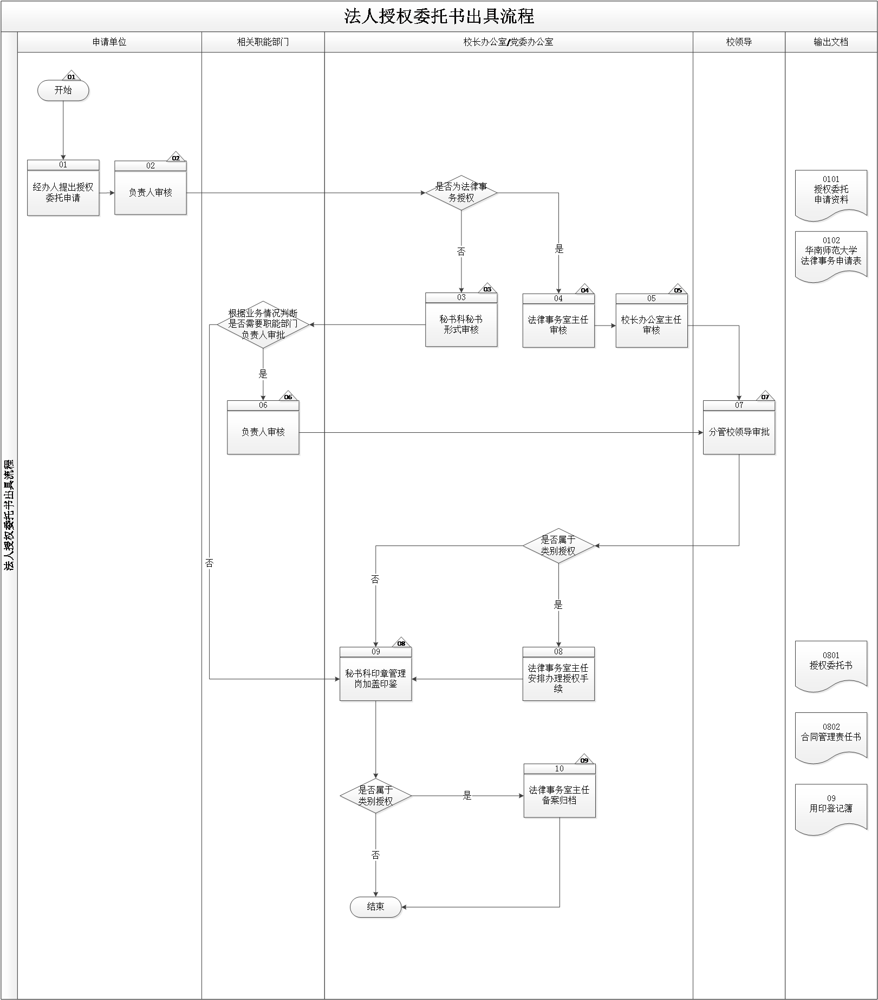 法人授权委托书出具流程
法人授权委托书出具流程
申请单位
相关职能部门
校长办公室/党委办公室
校领导
输出文档
01
开始
01
经办人提出授权
委托申请
02
02
负责人审核
是否为法律事
务授权
否
是
0101
授权委托
申请资料
0102
华南师范大学
法律事务申请表
03
03
秘书科秘书
形式审核
04
04
法律事务室主任
审核
05
05
校长办公室主任
审核
根据业务情况判断
是否需要职能部门
负责人审批
是
否
06
06
负责人审核
07
07
分管校领导审批
是否属于
类别授权
否
是
08
09
秘书科印章管理
岗加盖印鉴
08
法律事务室主任
安排办理授权手
续
0801
授权委托书
0802
合同管理责任书
是否属于
类别授权
是
否
09
10
法律事务室主任
备案归档
09
用印登记簿
结束